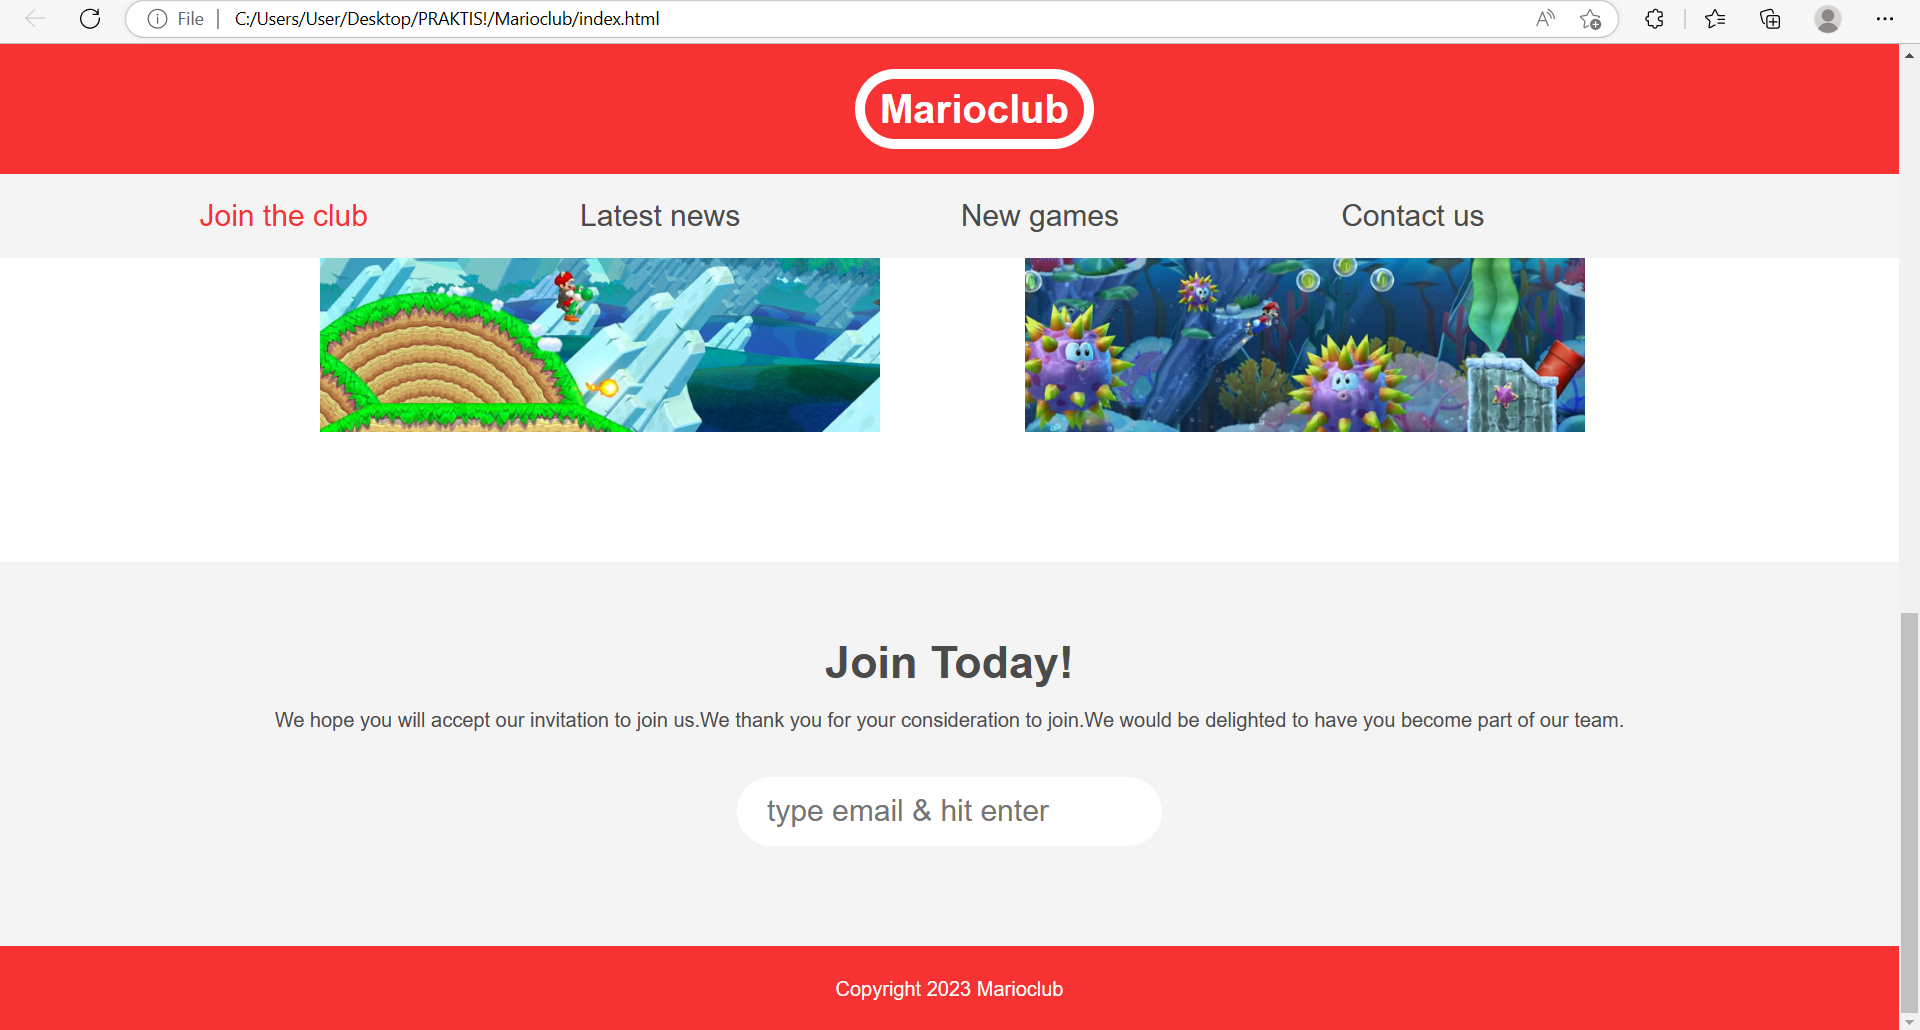 File C:/Users/User/Desktop/PRAKTIS!/Marioclub/index.html
Marioclub
Join the club Latest news New games Contact us
Join Today!
We hope you will accept our invitation to join us.We thank you for your consideration to join.We would be delighted to have you become part of our team.
type email & hit enter
Copyright 2023 Marioclub